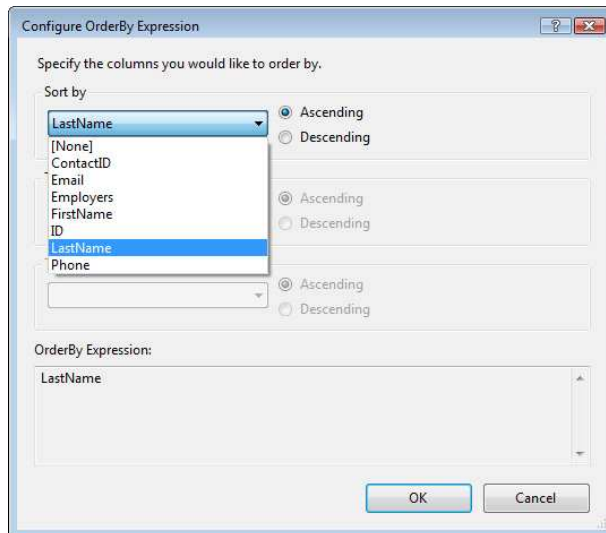 Configure OrderBy Expression
Specify the columns you would like to order by.
Sort by
LastName
Ascending
Descending
[None]
ContactID
Email
Employers
FirstName
ID
LastName
Phone
Ascending
Descending
Ascending
Descending
OrderBy Expression:
LastName
OK
Cancel